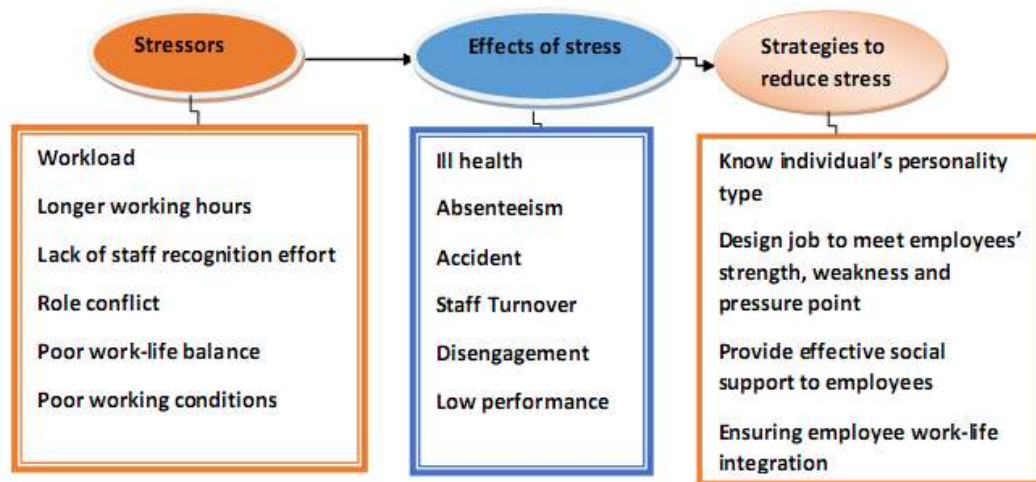 Stressors
Effects of stress
Strategies to
reduce stress
Workload
Longer working hours
Lack of staff recognition effort
Role conflict
Poor work-life balance
Poor working conditions
Ill health
Absenteeism
Accident
Staff Turnover
Disengagement
Low performance
Know individual’s personality
type
Design job to meet employees’
strength, weakness and
pressure point
Provide effective social
support to employees
Ensuring employee work-life
integration